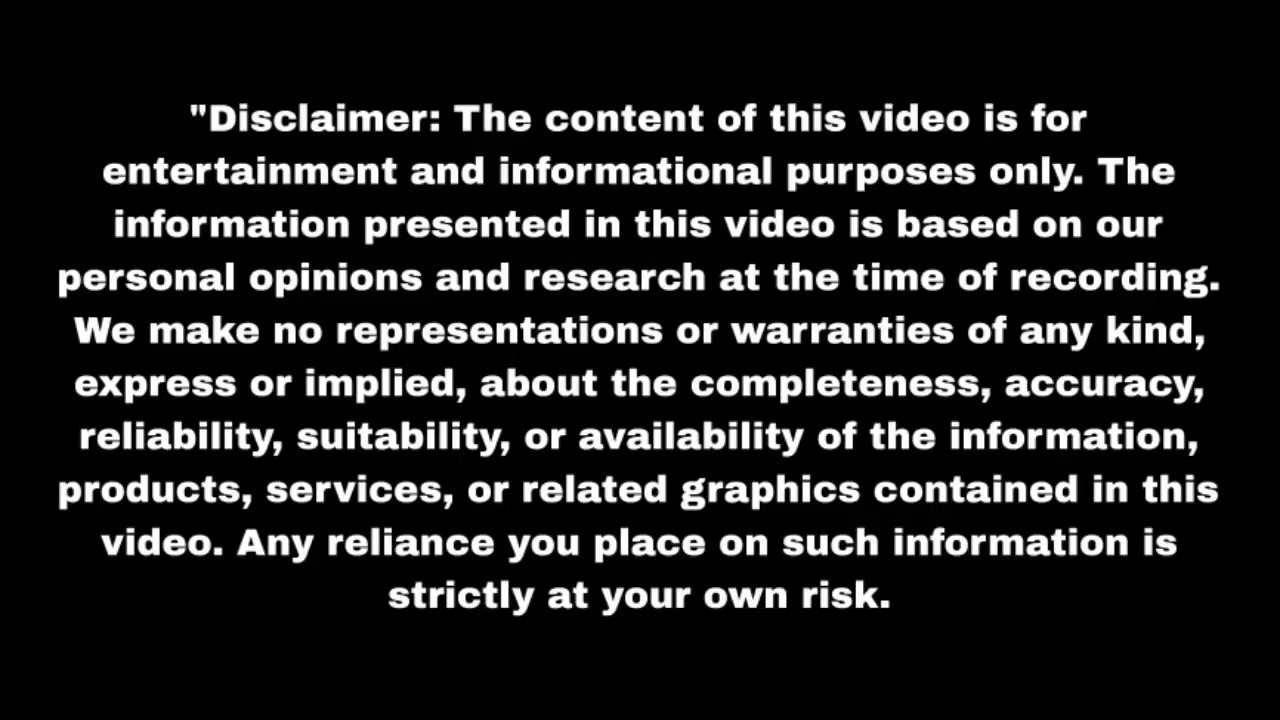 "Disclaimer: The content of this video is for
entertainment and informational purposes only. The
information presented in this video is based on our
personal opinions and research at the time of recording.
We make no representations or warranties of any kind,
express or implied, about the completeness, accuracy,
reliability, suitability, or availability of the information,
products, services, or related graphics contained in this
video. Any reliance you place on such information is
strictly at your own risk.